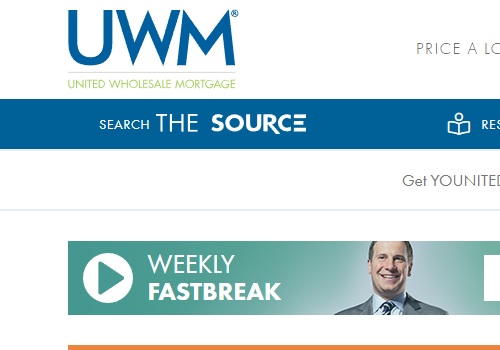 UWM®
UNITED WHOLESALE MORTGAGE
PRICE A LO
SEARCH THE SOURCE
RES
Get YOUNITED
WEEKLY
FASTBREAK